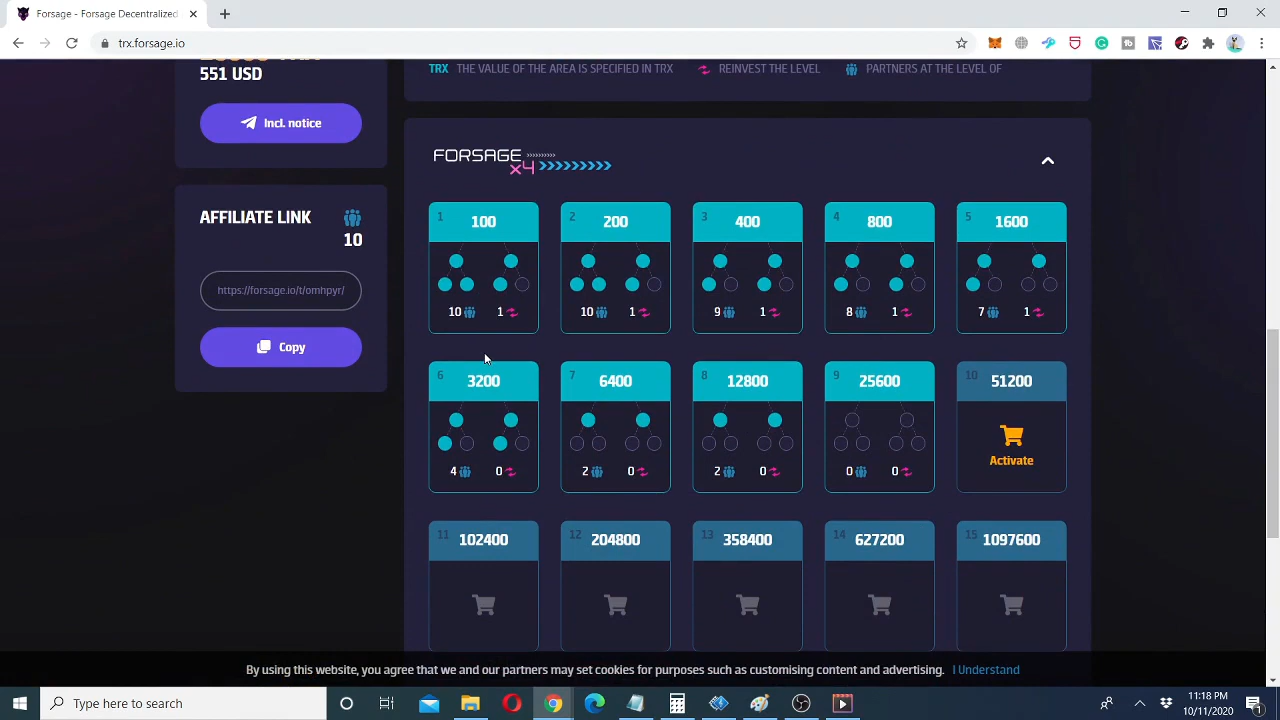 Forsage - Forsage Decentralized
trx.forsage.io
551 USD
TRX THE VALUE OF THE AREA IS SPECIFIED IN TRX REINVEST THE LEVEL PARTNERS AT THE LEVEL OF
Incl. notice
AFFILIATE LINK
10
https://forsage.io/t/omhpyr/
Copy
FORSAGE
x4
1 100 2 200 3 400 4 800 5 1600
10 1 10 1 9 1 8 1 7 1
6 3200 7 6400 8 12800 9 25600 10 51200
Activate
4 0 2 0 2 0 0 0
11 102400 12 204800 13 358400 14 627200 15 1097600
By using this website, you agree that we and our partners may set cookies for purposes such as customising content and advertising. I Understand
Type here to search
11:18 PM
10/11/2020